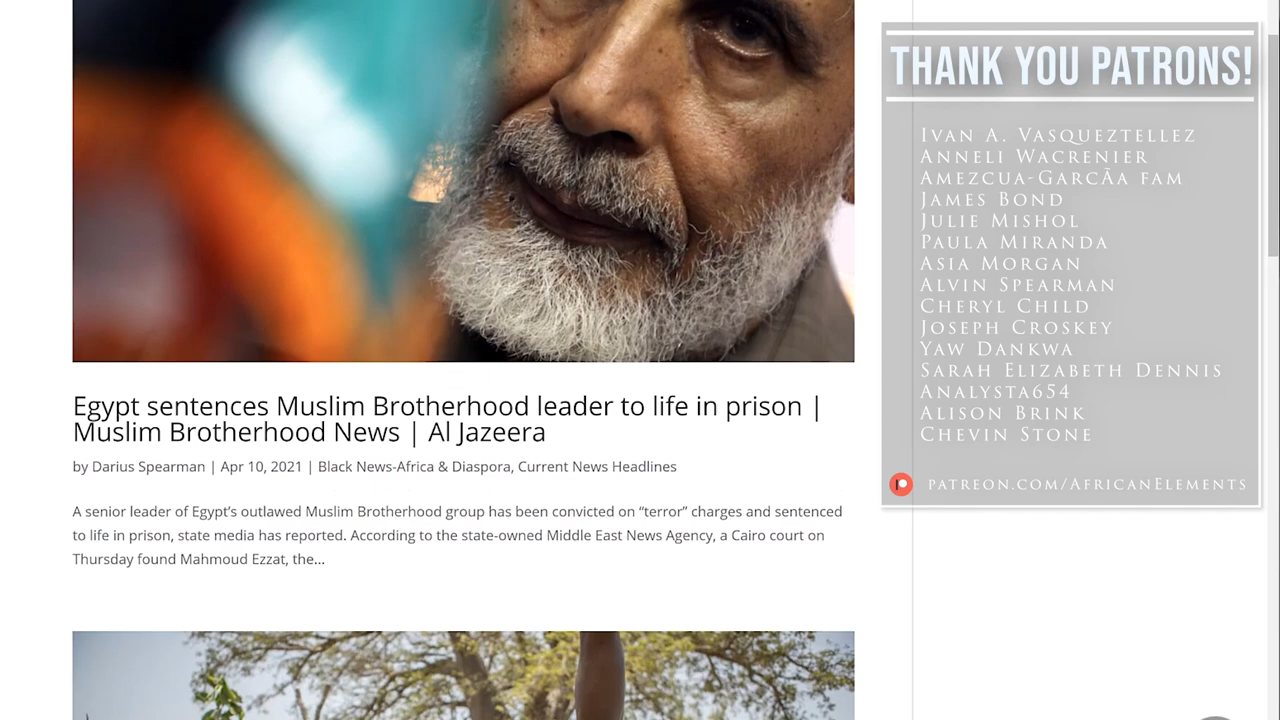 Egypt sentences Muslim Brotherhood leader to life in prison |
Muslim Brotherhood News | Al Jazeera
by Darius Spearman | Apr 10, 2021 | Black News-Africa & Diaspora, Current News Headlines
A senior leader of Egypt’s outlawed Muslim Brotherhood group has been convicted on “terror” charges and sentenced
to life in prison, state media has reported. According to the state-owned Middle East News Agency, a Cairo court on
Thursday found Mahmoud Ezzat, the...
THANK YOU PATRONS!
Ivan A. Vasqueztellez
Anneli Wacrenier
Amezcua-GarcÃa fam
James Bond
Julie Mishol
Paula Miranda
Asia Morgan
Alvin Spearman
Cheryl Child
Joseph Croskey
Yaw Dankwa
Sarah Elizabeth Dennis
Analysta654
Alison Brink
Chevin Stone
patreon.com/AfricanElements